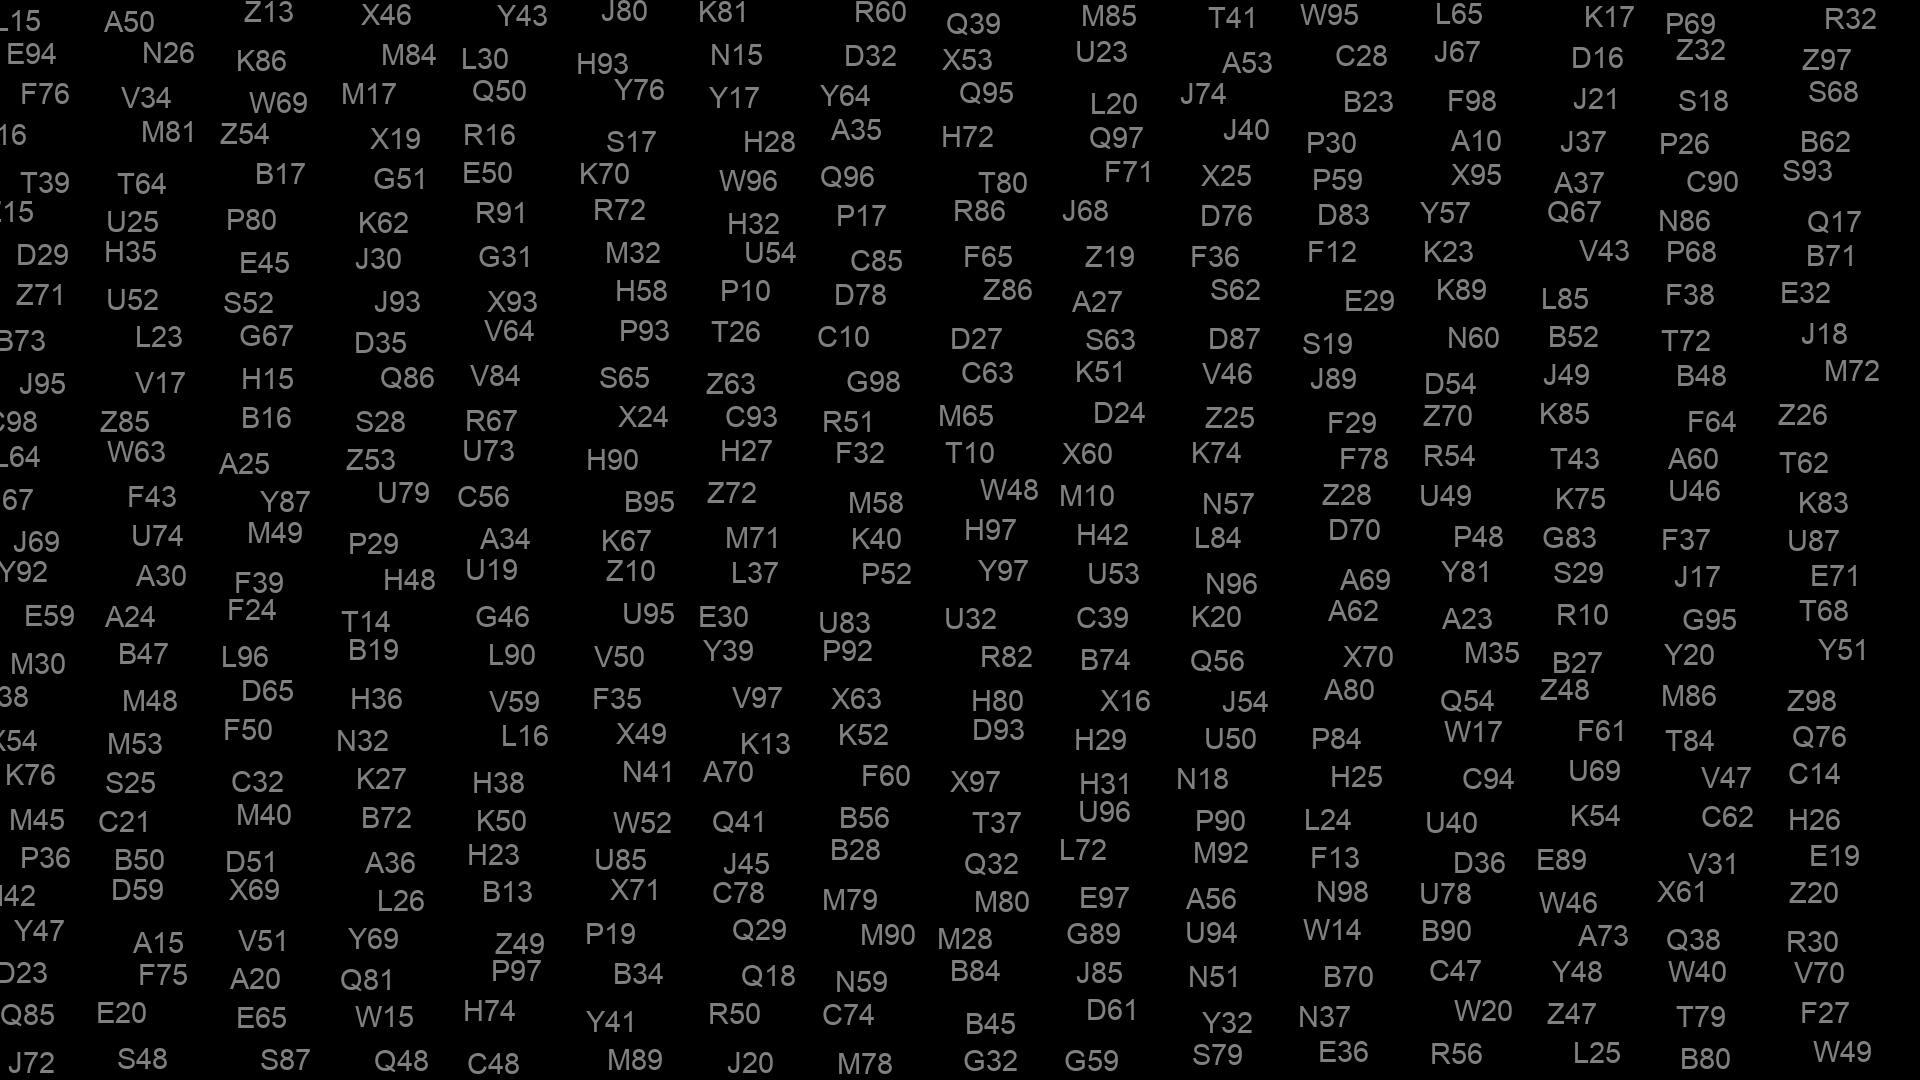 L15 A50 Z13 X46 Y43 J80 K81 R60 Q39 M85 T41 W95 L65 K17 P69 R32
E94 N26 K86 M84 L30 H93 N15 D32 X53 U23 A53 C28 J67 D16 Z32 Z97
F76 V34 W69 M17 Q50 Y76 Y17 Y64 Q95 L20 J74 B23 F98 J21 S18 S68
16 M81 Z54 X19 R16 S17 H28 A35 H72 Q97 J40 P30 A10 J37 P26 B62
T39 T64 B17 G51 E50 K70 W96 Q96 T80 F71 X25 P59 X95 A37 C90 S93
15 U25 P80 K62 R91 R72 H32 P17 R86 J68 D76 D83 Y57 Q67 N86 Q17
D29 H35 E45 J30 G31 M32 U54 C85 F65 Z19 F36 F12 K23 V43 P68 B71
Z71 U52 S52 J93 X93 H58 P10 D78 Z86 A27 S62 E29 K89 L85 F38 E32
B73 L23 G67 D35 V64 P93 T26 C10 D27 S63 D87 S19 N60 B52 T72 J18
J95 V17 H15 Q86 V84 S65 Z63 G98 C63 K51 V46 J89 D54 J49 B48 M72
C98 Z85 B16 S28 R67 X24 C93 R51 M65 D24 Z25 F29 Z70 K85 F64 Z26
L64 W63 A25 Z53 U73 H90 H27 F32 T10 X60 K74 F78 R54 T43 A60 T62
67 F43 Y87 U79 C56 B95 Z72 M58 W48 M10 N57 Z28 U49 K75 U46 K83
J69 U74 M49 P29 A34 K67 M71 K40 H97 H42 L84 D70 P48 G83 F37 U87
Y92 A30 F39 H48 U19 Z10 L37 P52 Y97 U53 N96 A69 Y81 S29 J17 E71
E59 A24 F24 T14 G46 U95 E30 U83 U32 C39 K20 A62 A23 R10 G95 T68
M30 B47 L96 B19 L90 V50 Y39 P92 R82 B74 Q56 X70 M35 B27 Y20 Y51
38 M48 D65 H36 V59 F35 V97 X63 H80 X16 J54 A80 Q54 Z48 M86 Z98
X54 M53 F50 N32 L16 X49 K13 K52 D93 H29 U50 P84 W17 F61 T84 Q76
K76 S25 C32 K27 H38 N41 A70 F60 X97 H31 N18 H25 C94 U69 V47 C14
M45 C21 M40 B72 K50 W52 Q41 B56 T37 U96 P90 L24 U40 K54 C62 H26
P36 B50 D51 A36 H23 U85 J45 B28 Q32 L72 M92 F13 D36 E89 V31 E19
42 D59 X69 L26 B13 X71 C78 M79 M80 E97 A56 N98 U78 W46 X61 Z20
Y47 A15 V51 Y69 Z49 P19 Q29 M90 M28 G89 U94 W14 B90 A73 Q38 R30
D23 F75 A20 Q81 P97 B34 Q18 N59 B84 J85 N51 B70 C47 Y48 W40 V70
Q85 E20 E65 W15 H74 Y41 R50 C74 B45 D61 Y32 N37 W20 Z47 T79 F27
J72 S48 S87 Q48 C48 M89 J20 M78 G32 G59 S79 E36 R56 L25 B80 W49